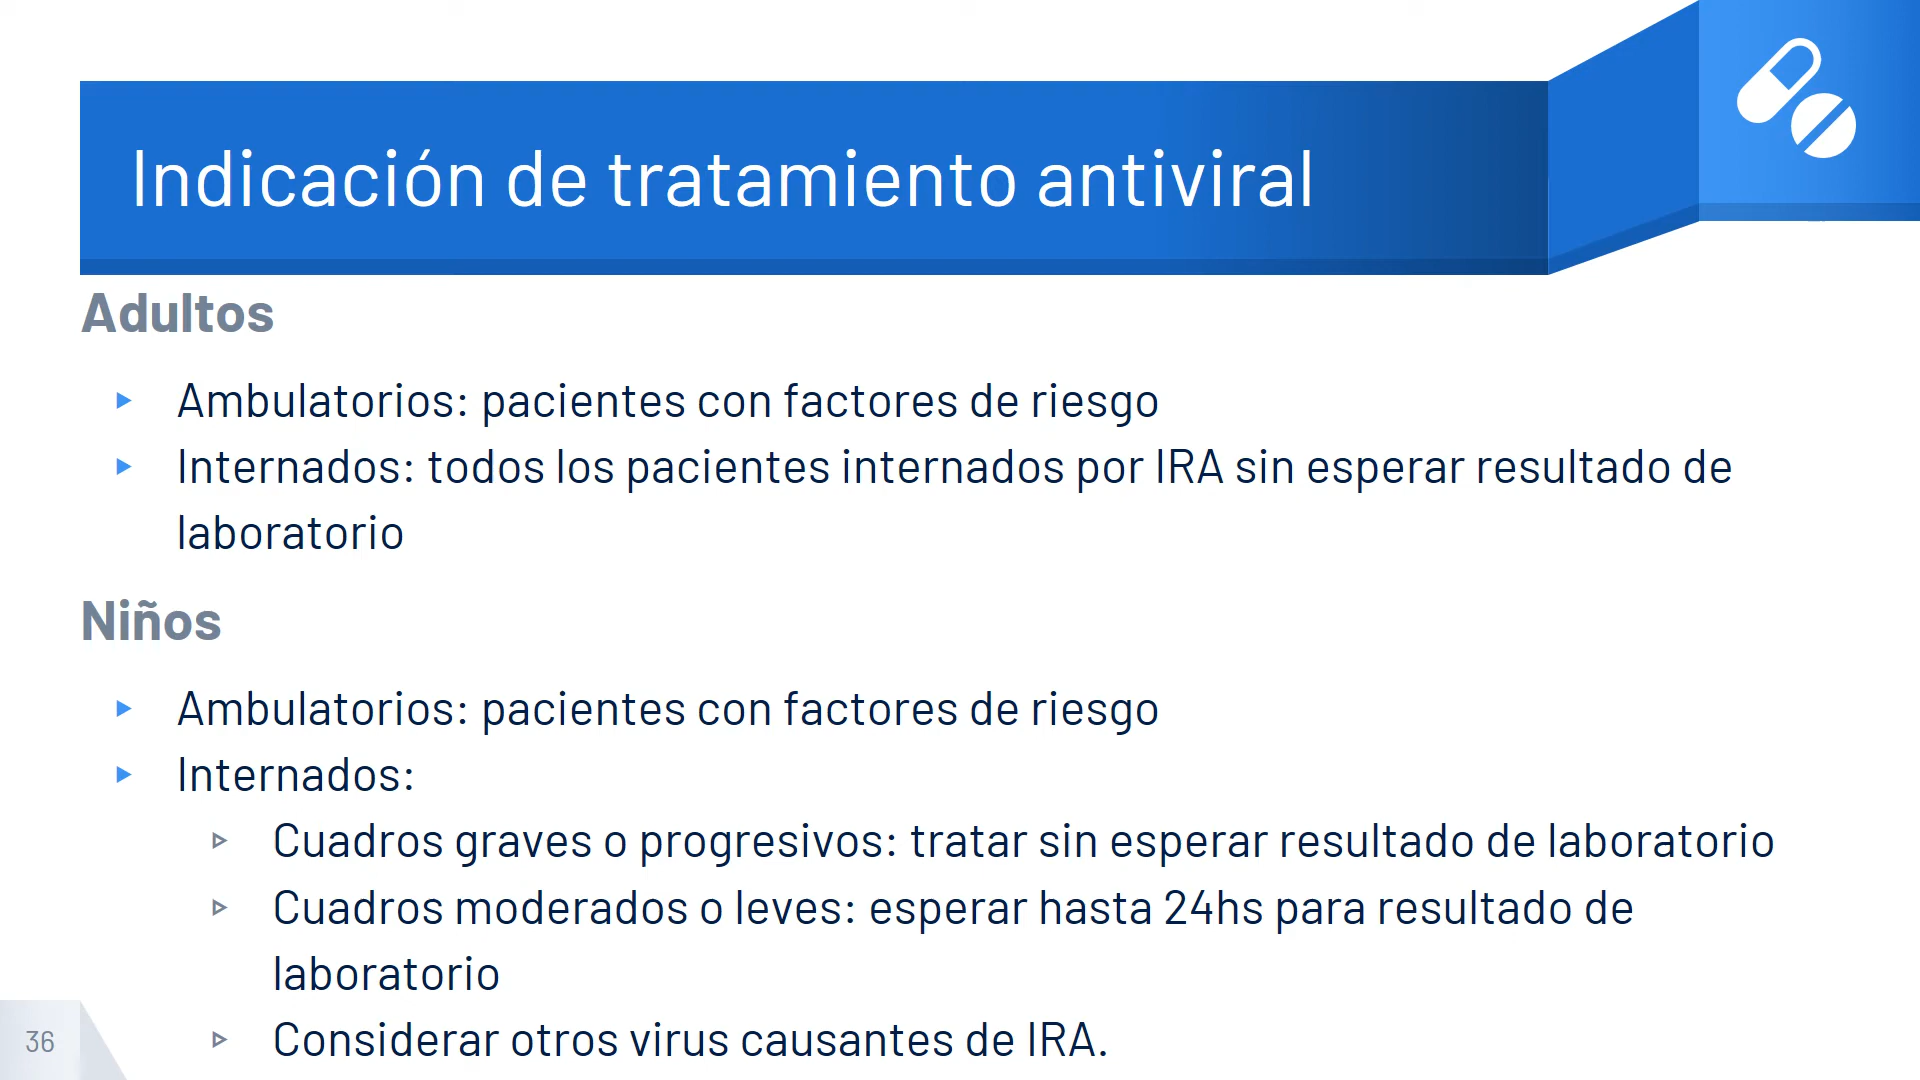 Indicación de tratamiento antiviral
Adultos
Ambulatorios: pacientes con factores de riesgo
Internados: todos los pacientes internados por IRA sin esperar resultado de
laboratorio
Niños
Ambulatorios: pacientes con factores de riesgo
Internados:
Cuadros graves o progresivos: tratar sin esperar resultado de laboratorio
Cuadros moderados o leves: esperar hasta 24hs para resultado de
laboratorio
Considerar otros virus causantes de IRA.
36